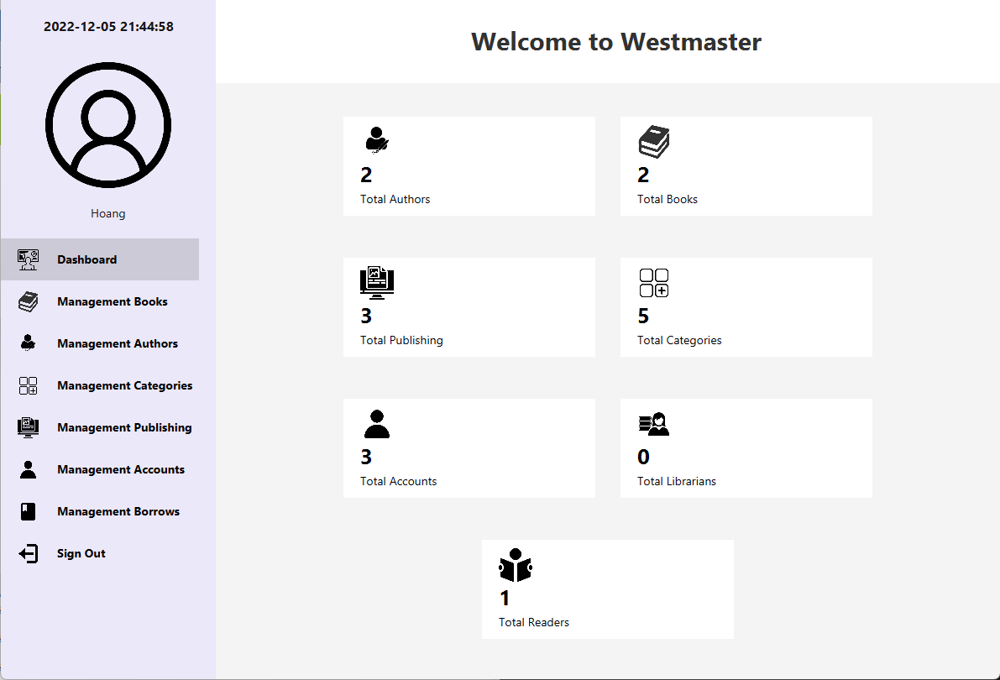 2022-12-05 21:44:58
Hoang
Dashboard
Management Books
Management Authors
Management Categories
Management Publishing
Management Accounts
Management Borrows
Sign Out
Welcome to Westmaster
2
Total Authors
2
Total Books
3
Total Publishing
5
Total Categories
3
Total Accounts
0
Total Librarians
1
Total Readers